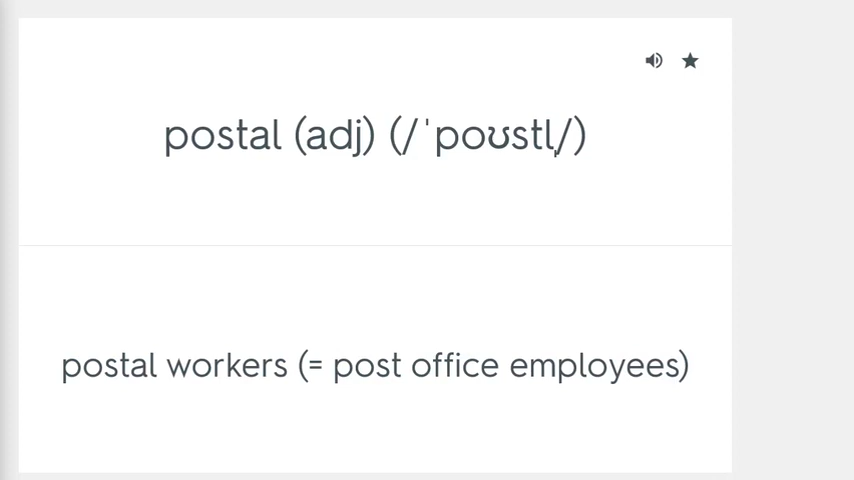 postal (adj) (/ˈpoʊstl̩/)
postal workers (= post office employees)